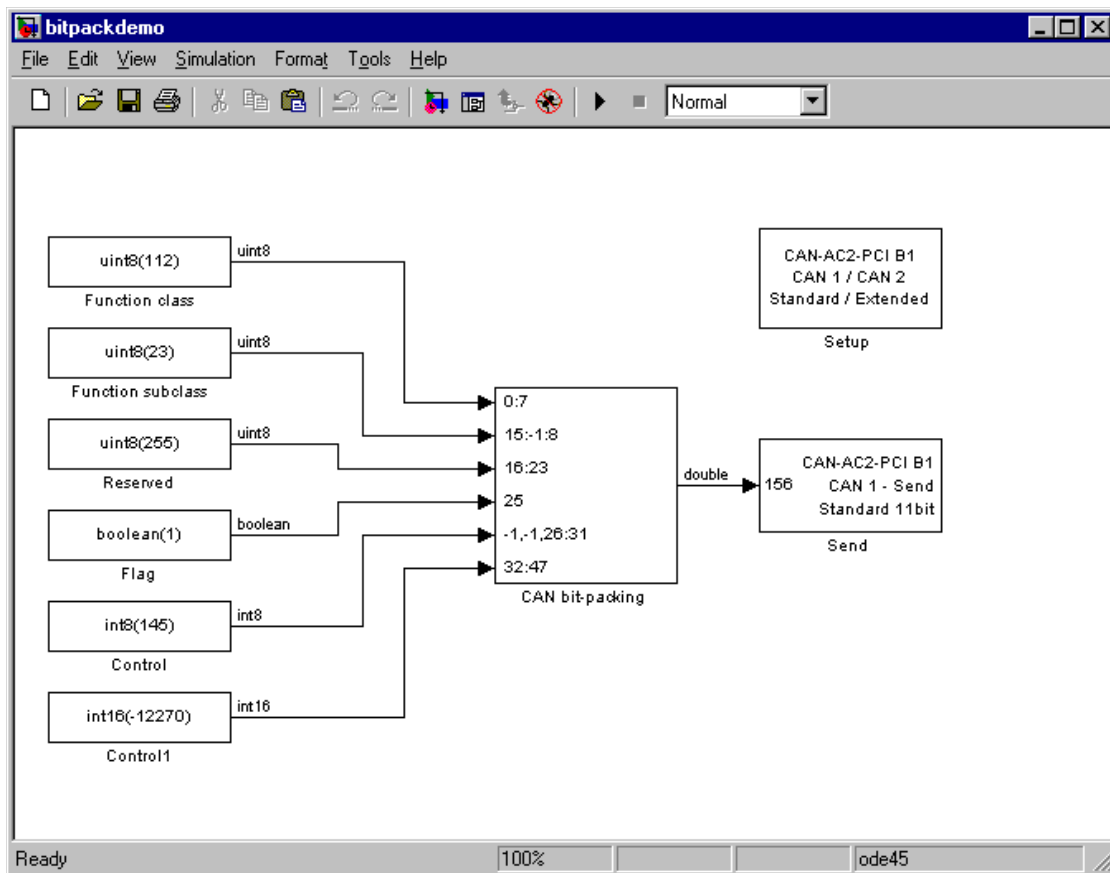 bitpackdemo
File Edit View Simulation Format Tools Help
Normal
uint8(112)
uint8
Function class
uint8(23)
uint8
Function subclass
uint8(255)
uint8
Reserved
boolean(1)
boolean
Flag
int8(145)
int8
Control
int16(-12270)
int16
Control1
0:7
15:-1:8
16:23
25
-1,-1,26:31
32:47
CAN bit-packing
double
CAN-AC2-PCI B1
CAN 1 / CAN 2
Standard / Extended
Setup
156
CAN-AC2-PCI B1
CAN 1 - Send
Standard 11bit
Send
Ready 100% ode45